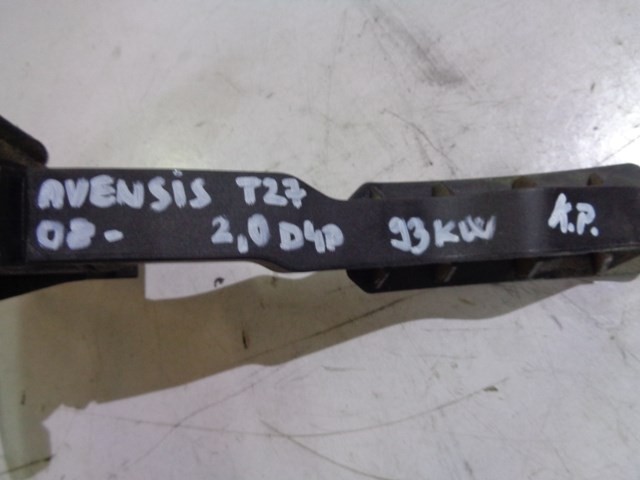 AVENSIS T27
08- 2,0 D4D 93KW A.P.